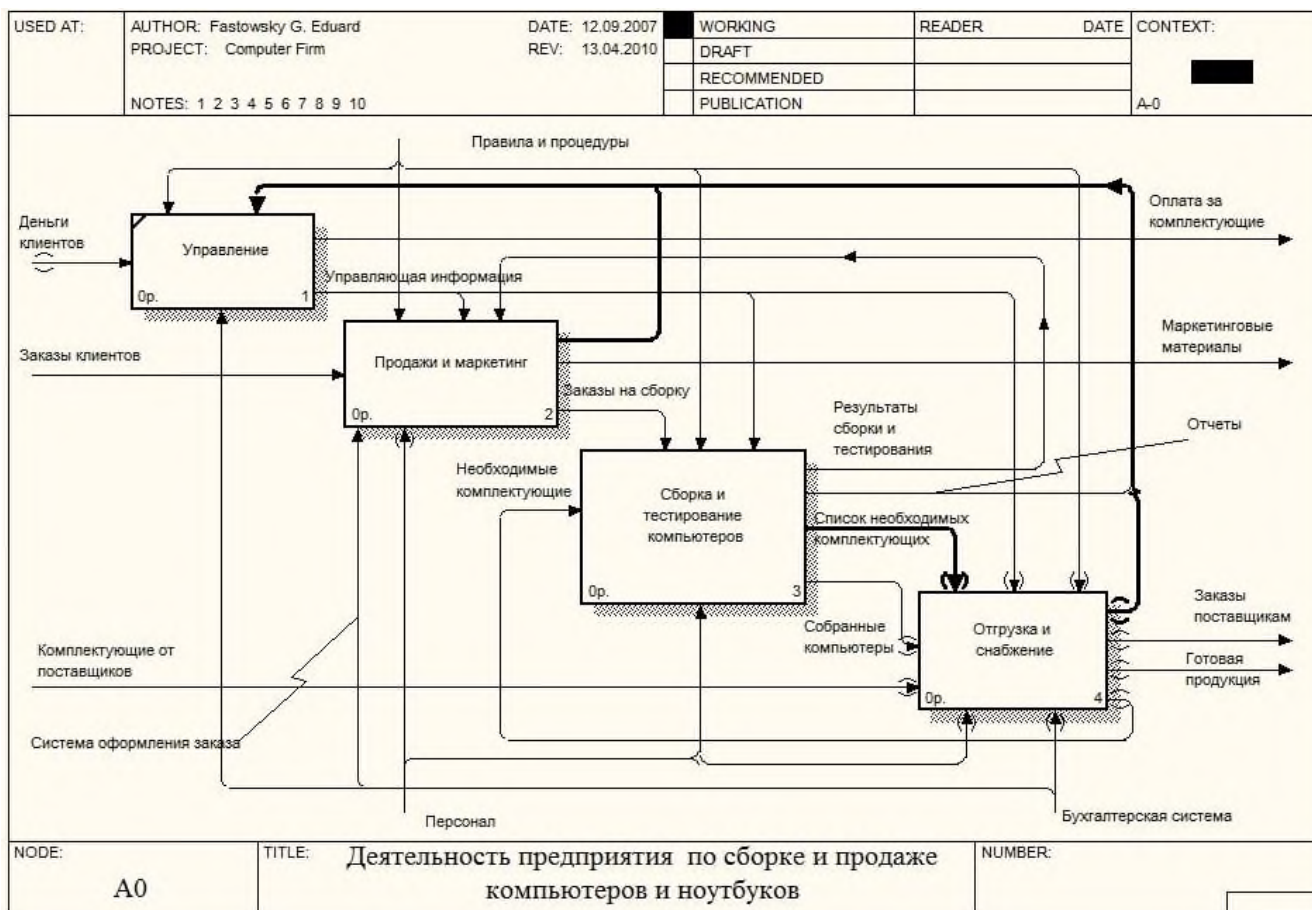 USED AT:
AUTHOR: Fastowsky G. Eduard
DATE: 12.09.2007
PROJECT: Computer Firm
REV: 13.04.2010
NOTES: 1 2 3 4 5 6 7 8 9 10
WORKING
DRAFT
RECOMMENDED
PUBLICATION
READER
DATE
CONTEXT:
A-0
Правила и процедуры
Деньги
клиентов
Управление
0р.
1
Оплата за
комплектующие
Управляющая информация
Заказы клиентов
Продажи и маркетинг
0р.
2
Маркетинговые
материалы
Заказы на сборку
Результаты
сборки и
тестирования
Отчеты
Необходимые
комплектующие
Сборка и
тестирование
компьютеров
0р.
3
Список необходимых
комплектующих
Собранные
компьютеры
Отгрузка и
снабжение
0р.
4
Заказы
поставщикам
Готовая
продукция
Комплектующие от
поставщиков
Система оформления заказа
Персонал
Бухгалтерская система
NODE:
A0
TITLE:
Деятельность предприятия по сборке и продаже
компьютеров и ноутбуков
NUMBER: